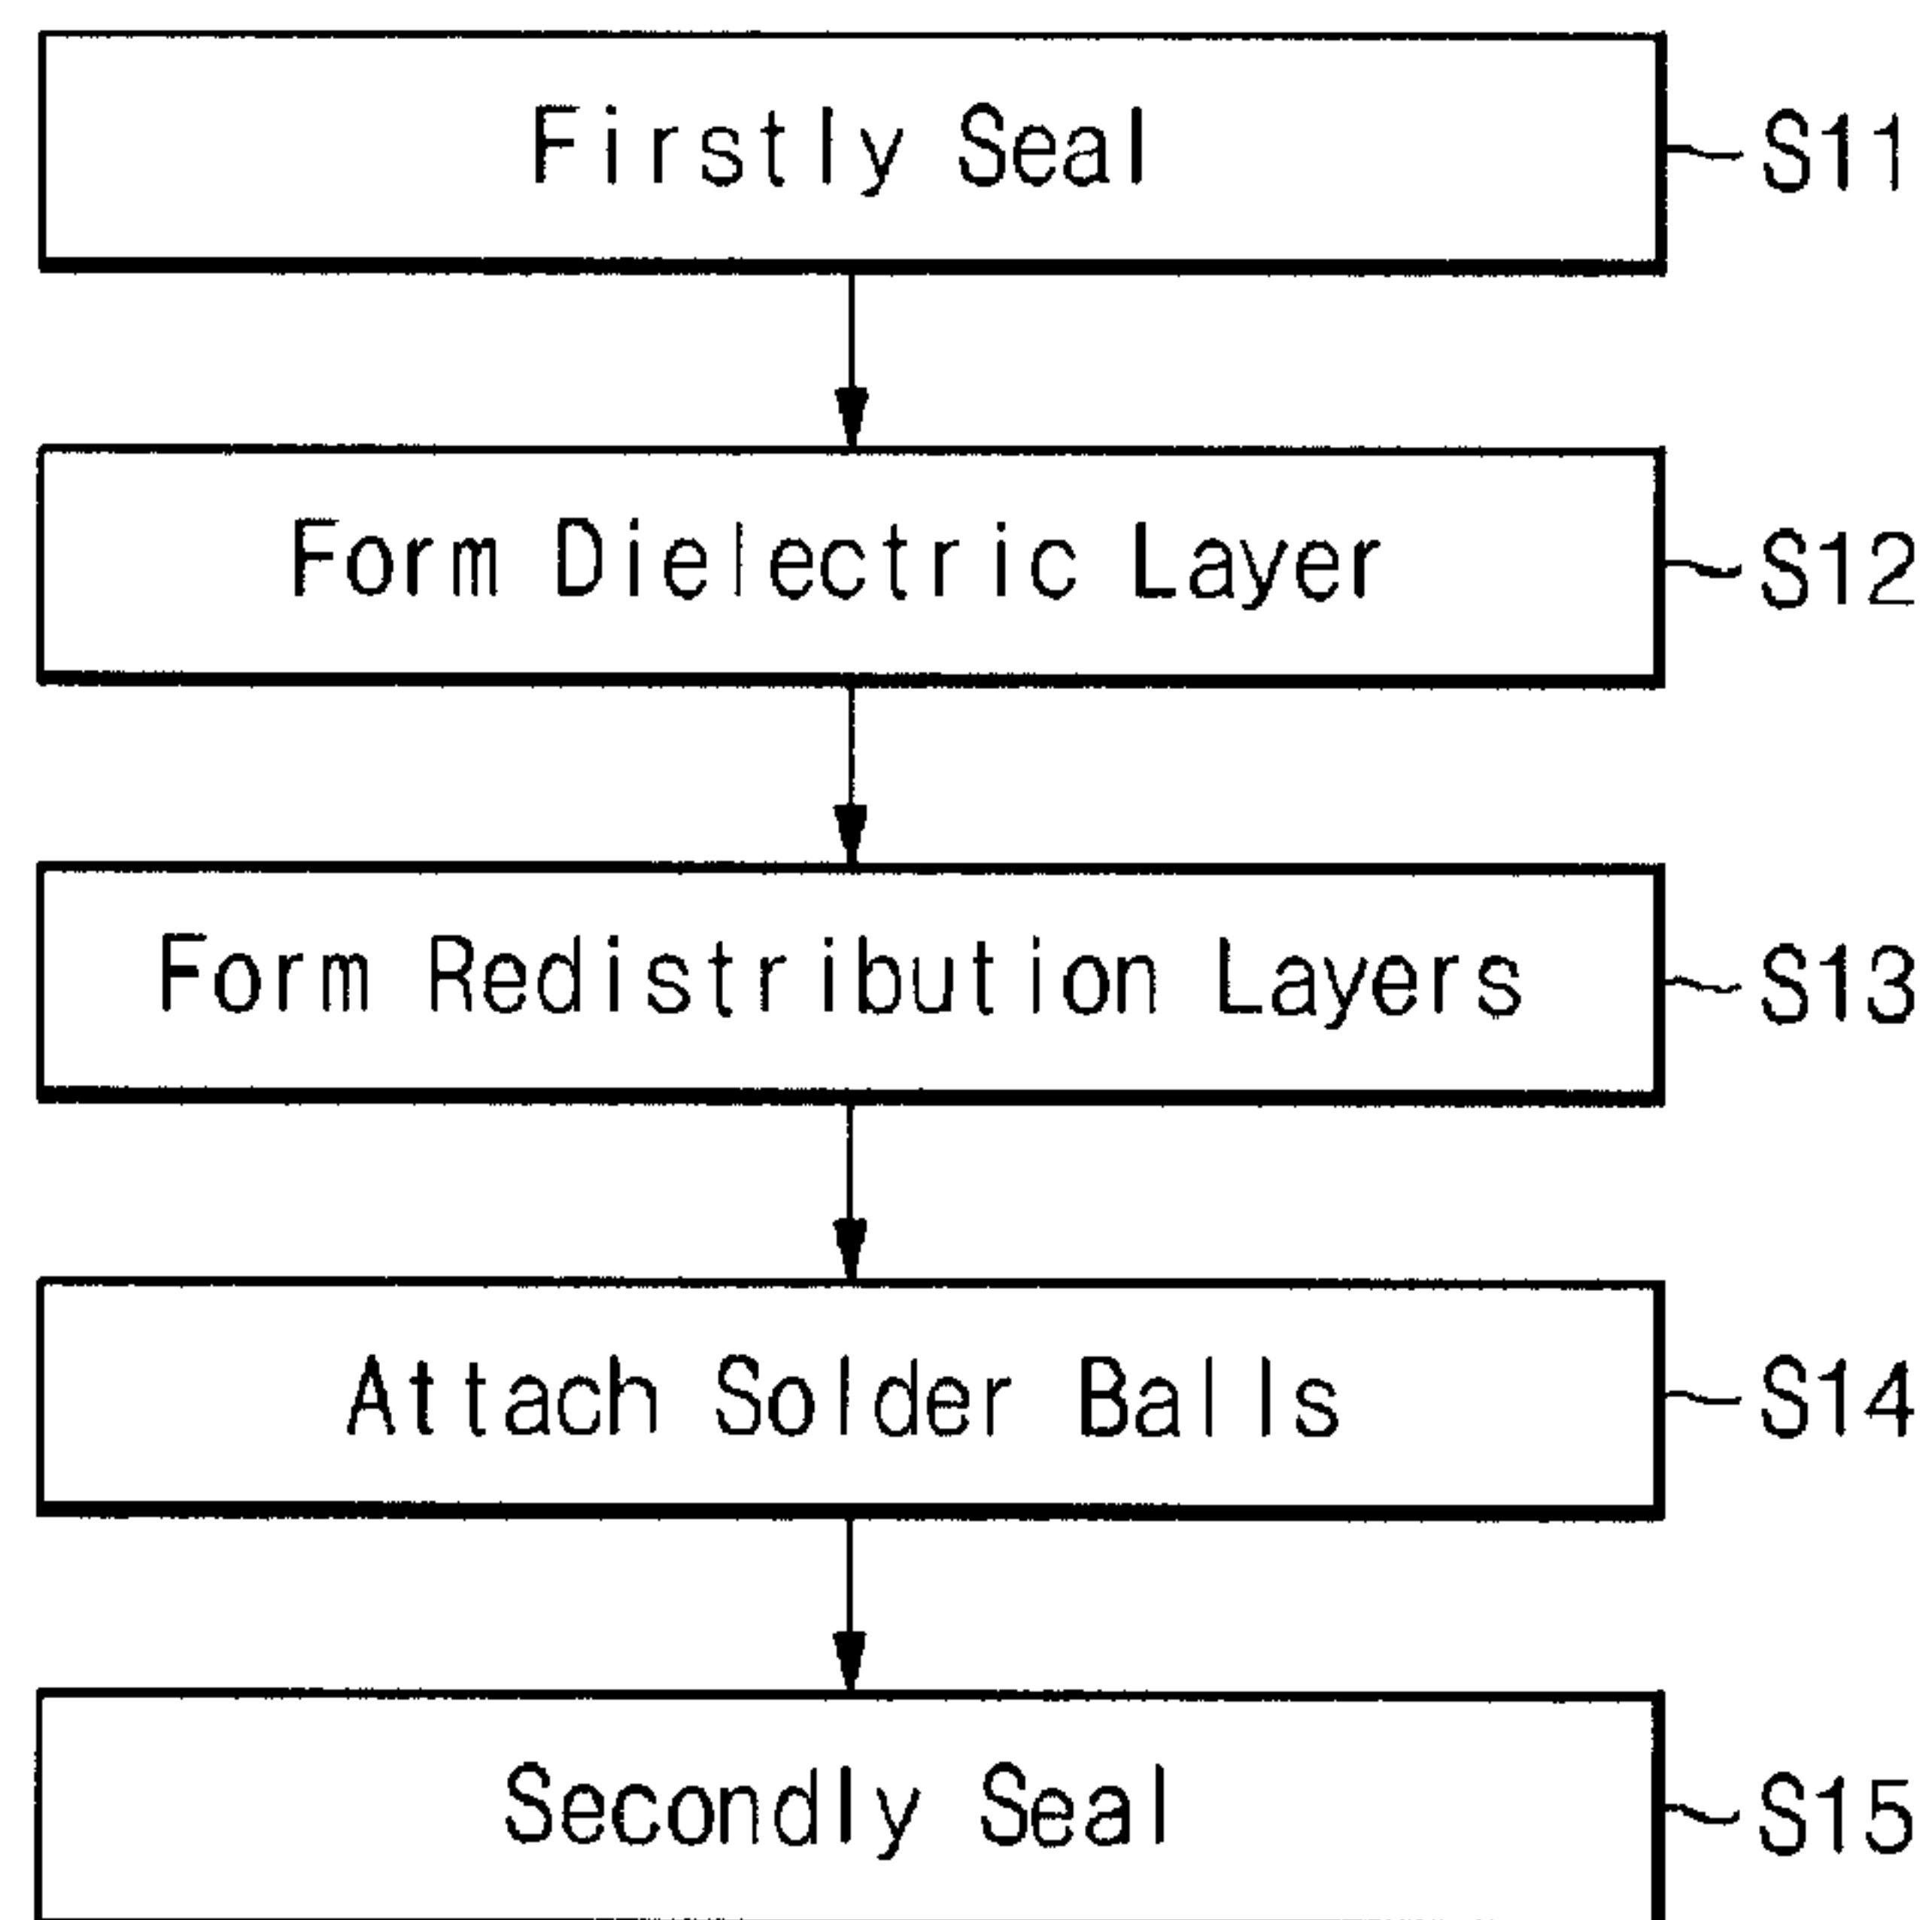 Firstly Seal
S11
Form Dielectric Layer
S12
Form Redistribution Layers
S13
Attach Solder Balls
S14
Secondly Seal
S15